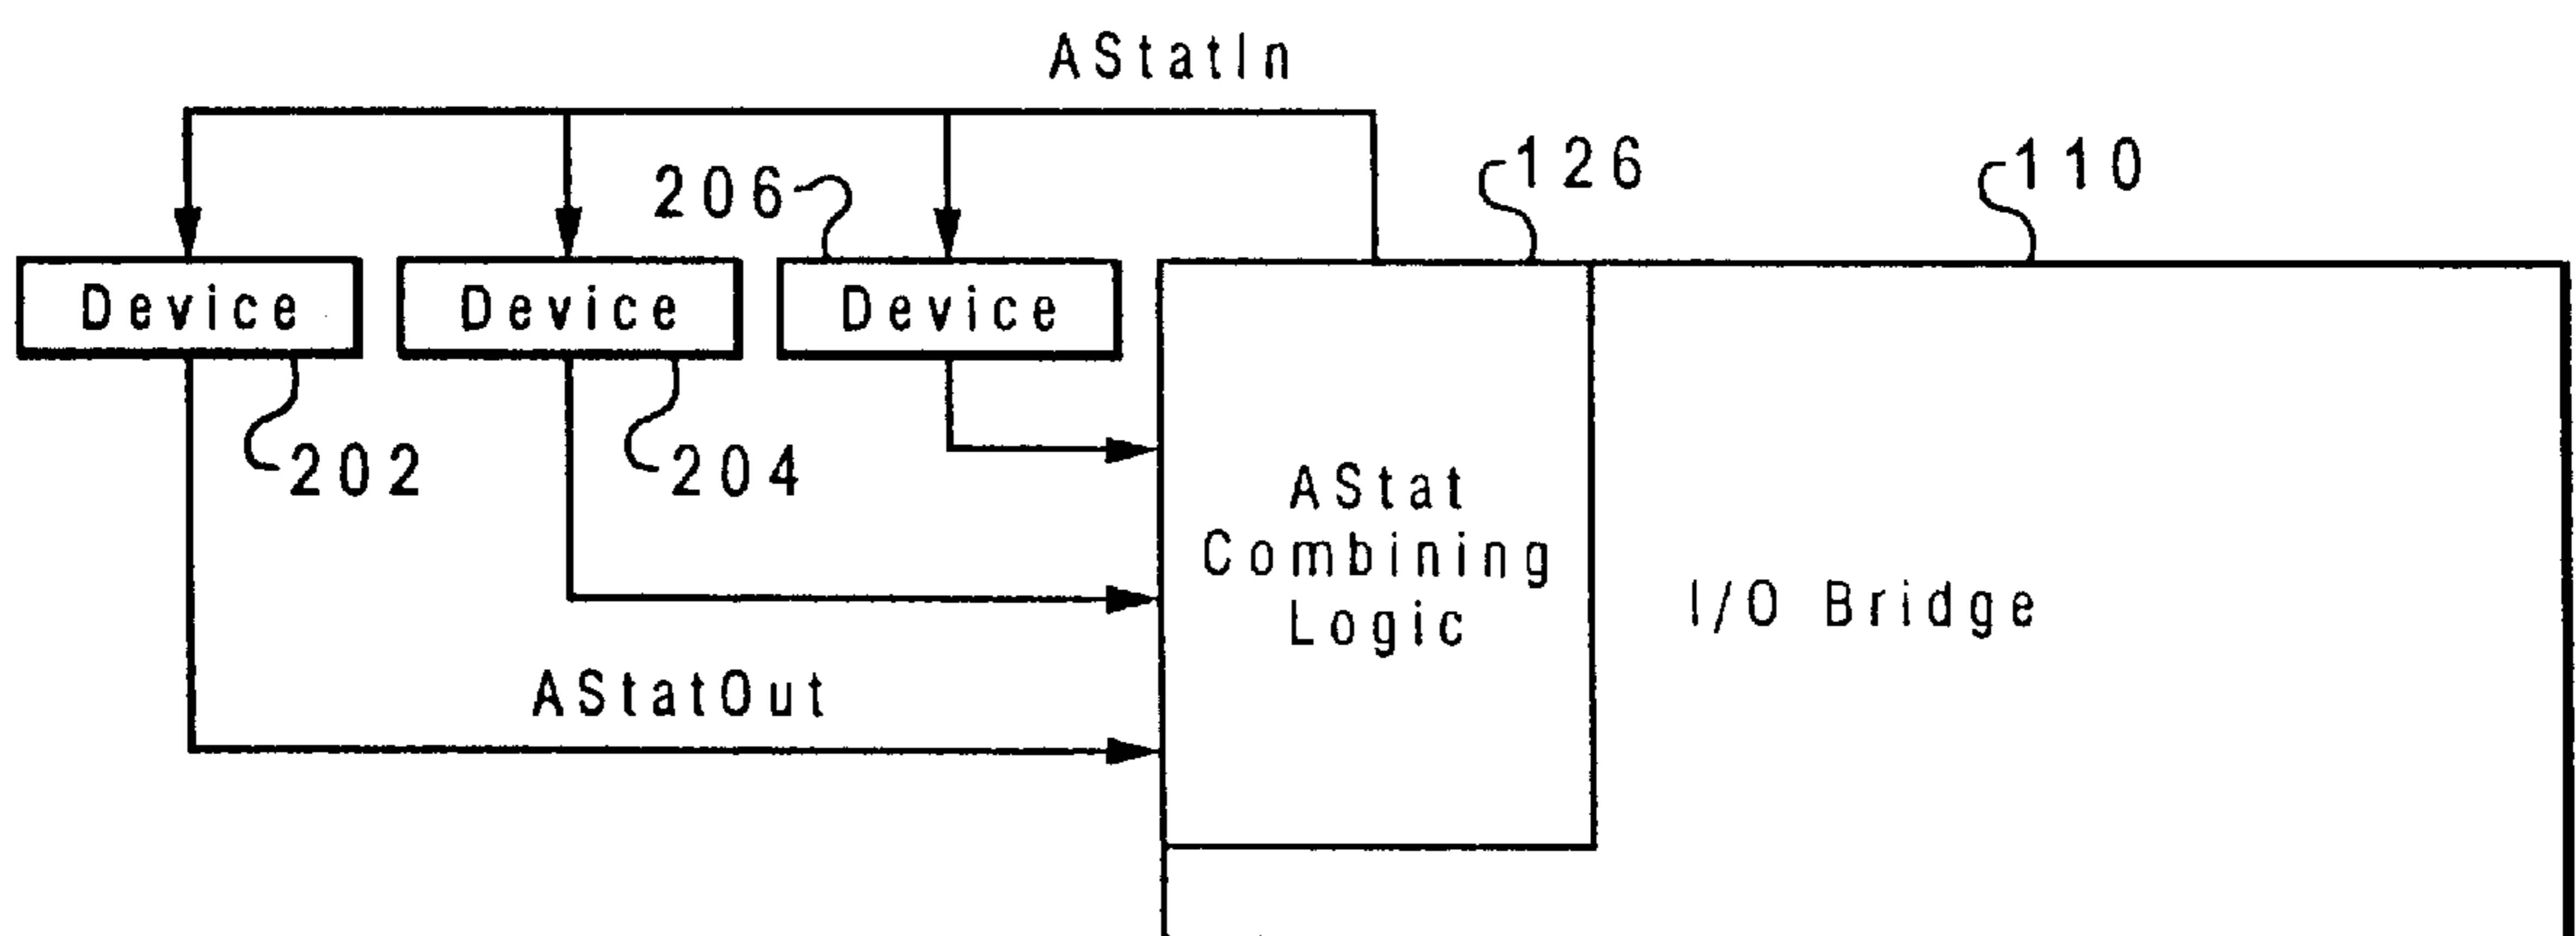 AStatIn
126
110
206
Device
Device
Device
202
204
AStat
Combining
Logic
I/O Bridge
AStatOut